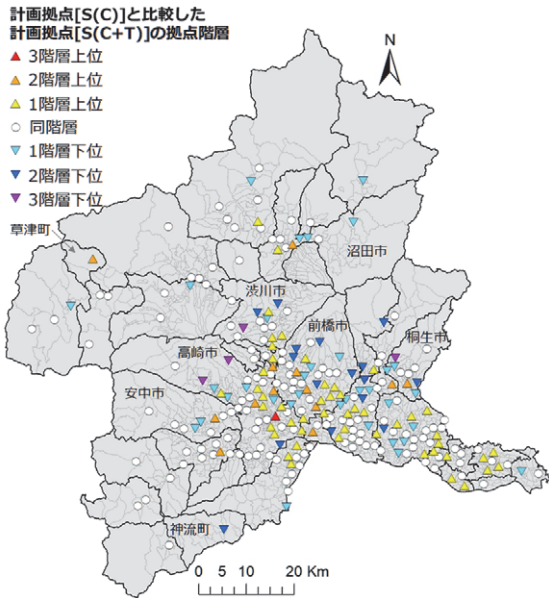 計画拠点[S(C)]と比較した
計画拠点[S(C+T)]の拠点階層
3階層上位
2階層上位
1階層上位
同階層
1階層下位
2階層下位
3階層下位
N
草津町
沼田市
渋川市
前橋市
桐生市
高崎市
安中市
神流町
0 5 10 20 Km